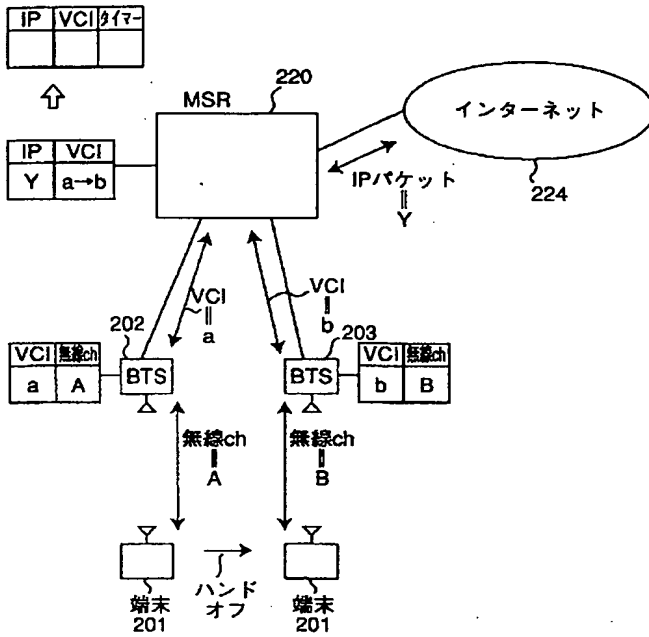 IP VCI タイマー
220
MSR
インターネット
224
IP VCI
Y a→b
IPパケット
॥
Y
VCI
॥
a
VCI
॥
b
202
203
VCI 無線ch
a A
BTS
BTS
VCI 無線ch
b B
無線ch
॥
A
無線ch
॥
B
ハンド
オフ
端末
201
端末
201